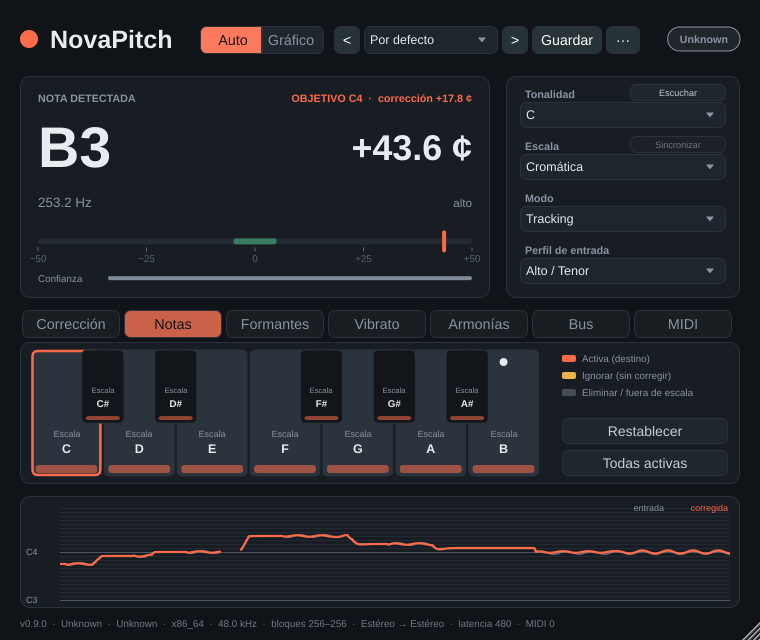 NovaPitch
Auto Gráfico < Por defecto > Guardar ··· Unknown
NOTA DETECTADA OBJETIVO C4 · corrección +17.8 ¢
B3 +43.6 ¢
253.2 Hz alto
−50 −25 0 +25 +50
Confianza
Tonalidad Escuchar
C
Escala Sincronizar
Cromática
Modo
Tracking
Perfil de entrada
Alto / Tenor
Corrección Notas Formantes Vibrato Armonías Bus MIDI
Escala Escala Escala Escala Escala
C# D# F# G# A#
Escala Escala Escala Escala Escala Escala Escala
C D E F G A B
Activa (destino)
Ignorar (sin corregir)
Eliminar / fuera de escala
Restablecer
Todas activas
entrada corregida
C4
C3
v0.9.0 · Unknown · Unknown · x86_64 · 48.0 kHz · bloques 256–256 · Estéreo → Estéreo · latencia 480 · MIDI 0